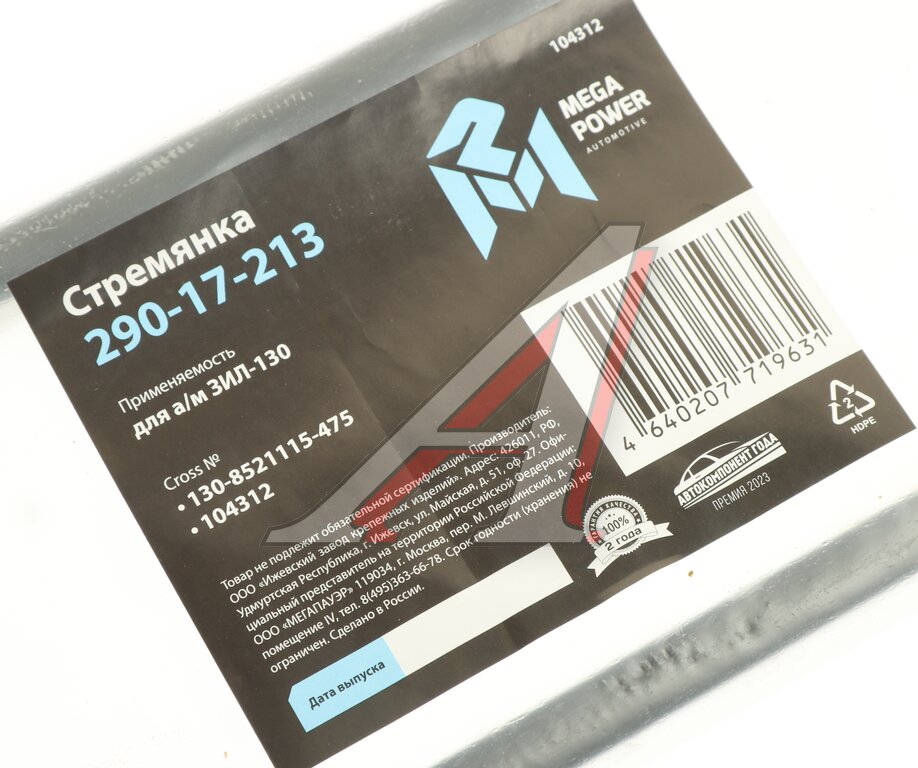 104312
MEGA
POWER
AUTOMOTIVE
Стремянка
290-17-213
Применяемость
для а/м ЗИЛ-130
Cross №
• 130-8521115-475
• 104312
4 640207 719631
2
HDPE
АВТОКОМПОНЕНТ ГОДА
ПРЕМИЯ 2023
ГАРАНТИЯ КАЧЕСТВА
100%
2 года
Товар не подлежит обязательной сертификации. Производитель:
ООО «Ижевский завод крепежных изделий». Адрес: 426011, РФ,
Удмуртская Республика, г. Ижевск, ул. Майская, д. 51, оф. 27. Офи-
циальный представитель на территории Российской Федерации:
ООО «МЕГАПАУЭР» 119034, г. Москва, пер. М. Левшинский, д. 10,
помещение IV, тел. 8(495)363-66-78. Срок годности (хранения) не
ограничен. Сделано в России.
Дата выпуска